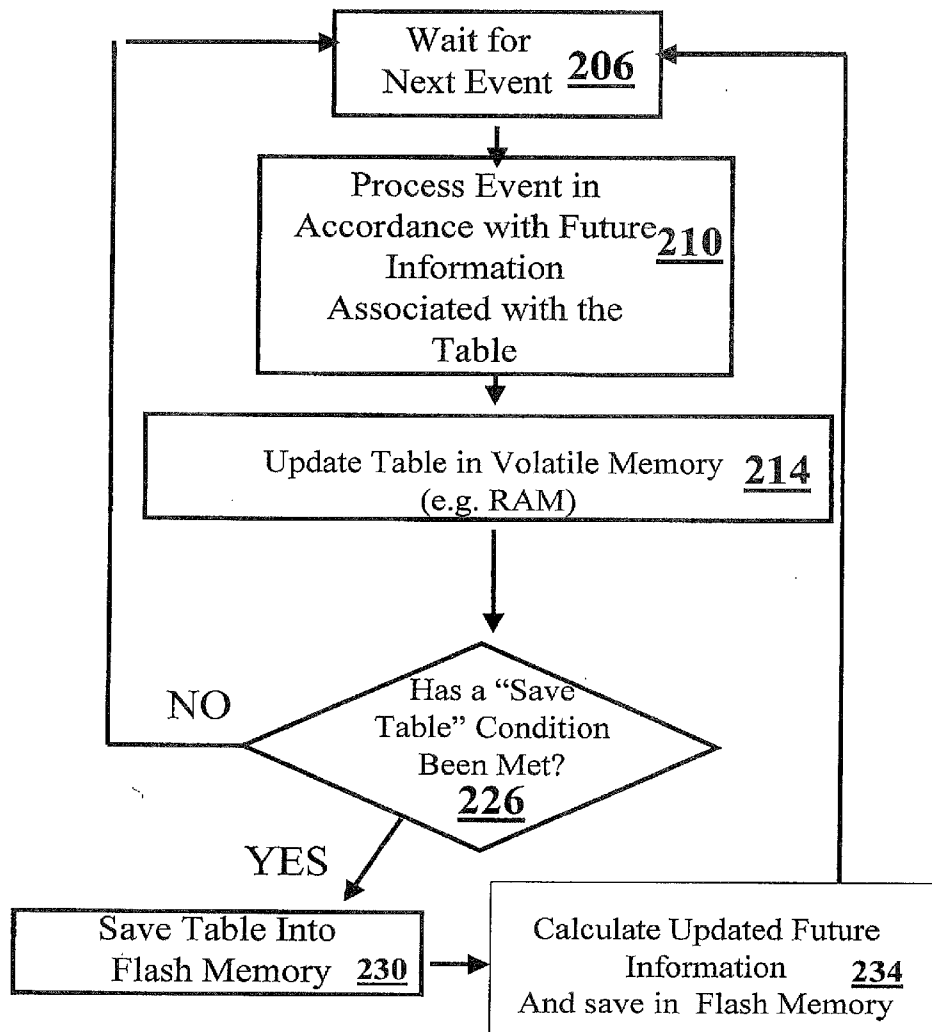 Wait for
Next Event 206
Process Event in
Accordance with Future 210
Information
Associated with the
Table
Update Table in Volatile Memory 214
(e.g. RAM)
Has a “Save
Table” Condition
Been Met?
226
NO
YES
Save Table Into
Flash Memory 230
Calculate Updated Future
Information 234
And save in Flash Memory